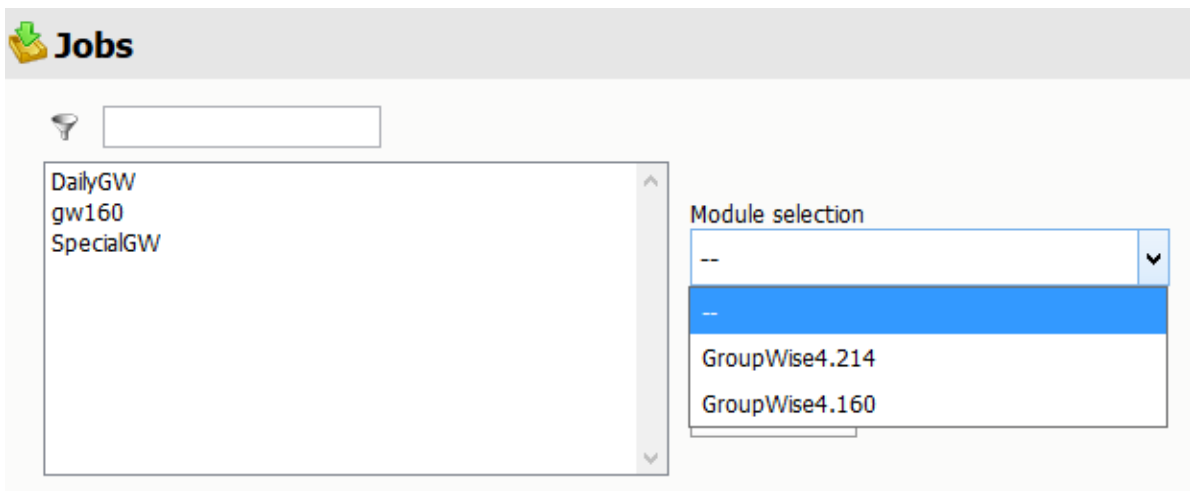 Jobs
DailyGW
gw160
SpecialGW
Module selection
--
--
GroupWise4.214
GroupWise4.160